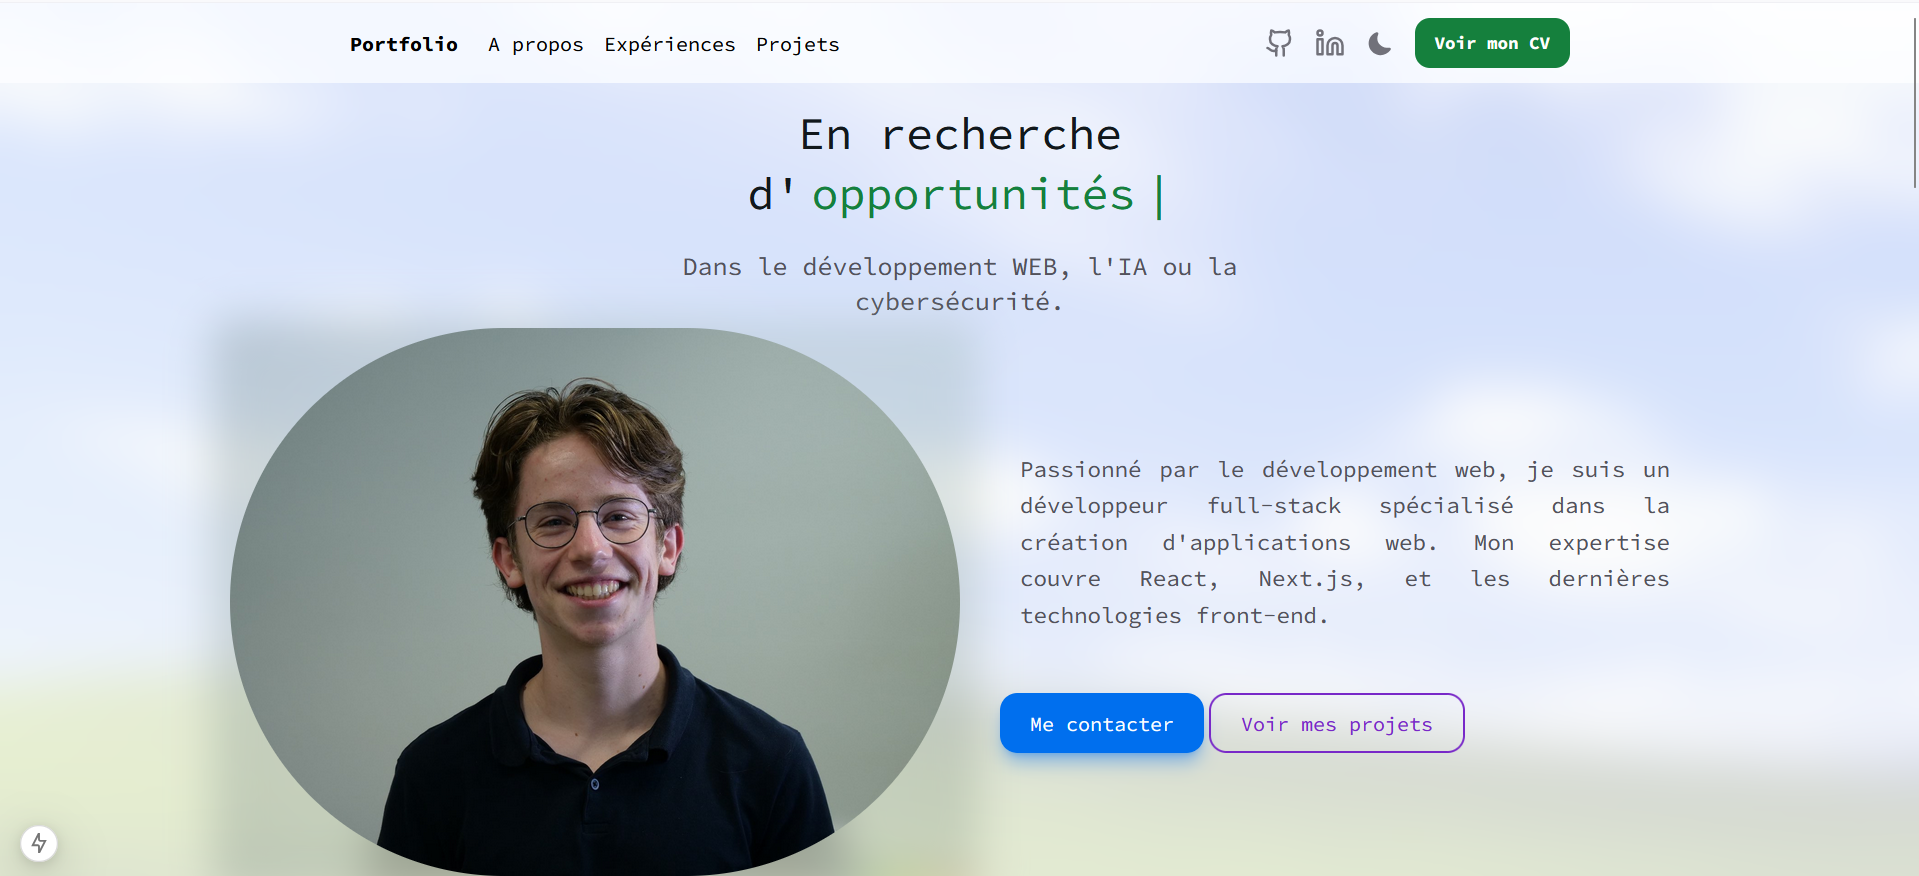 Portfolio A propos Expériences Projets Voir mon CV
En recherche
d' opportunités |
Dans le développement WEB, l'IA ou la
cybersécurité.
Passionné par le développement web, je suis un
développeur full-stack spécialisé dans la
création d'applications web. Mon expertise
couvre React, Next.js, et les dernières
technologies front-end.
Me contacter Voir mes projets